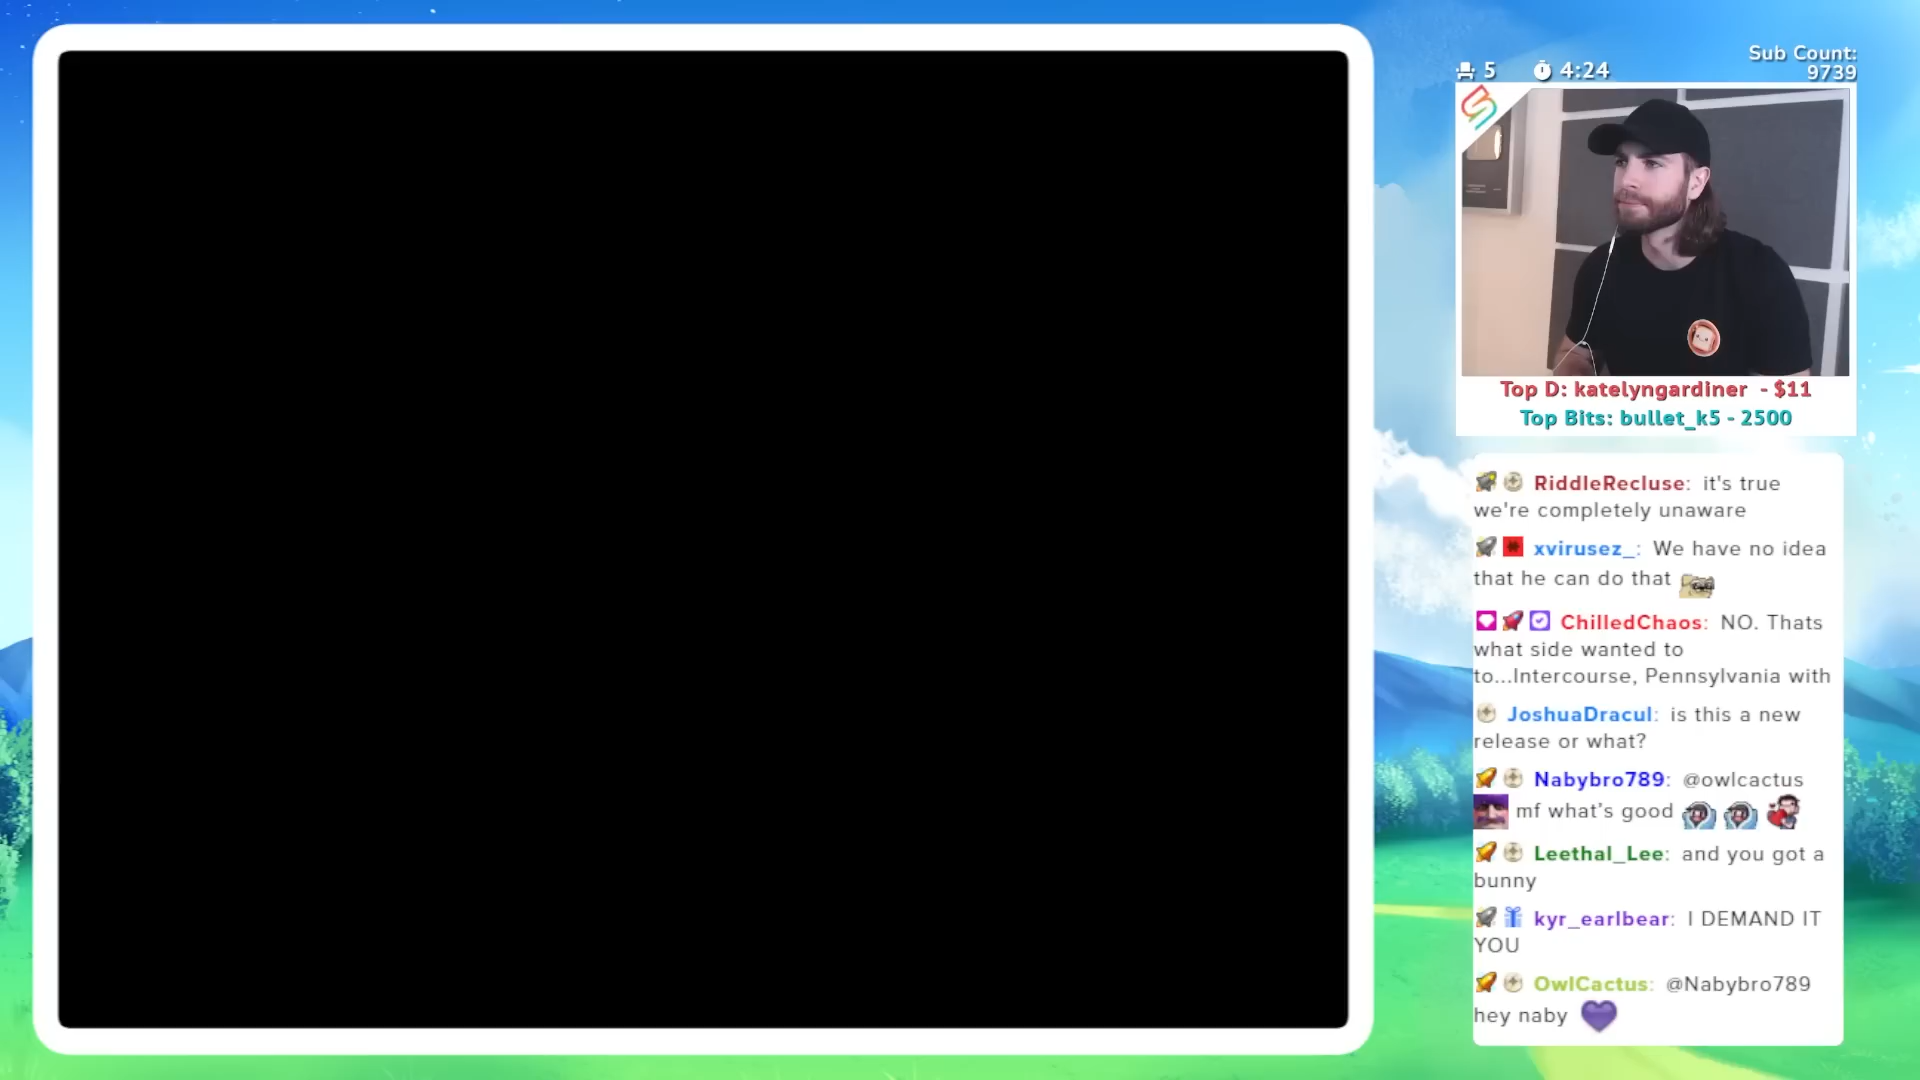 Sub Count:
5 4:24 9739
Top D: katelyngardiner - $11
Top Bits: bullet_k5 - 2500
RiddleRecluse: it's true
we're completely unaware
xvirusez_: We have no idea
that he can do that
ChilledChaos: NO. Thats
what side wanted to
to...Intercourse, Pennsylvania with
JoshuaDracul: is this a new
release or what?
Nabybro789: @owlcactus
mf what's good
Leethal_Lee: and you got a
bunny
kyr_earlbear: I DEMAND IT
YOU
OwlCactus: @Nabybro789
hey naby